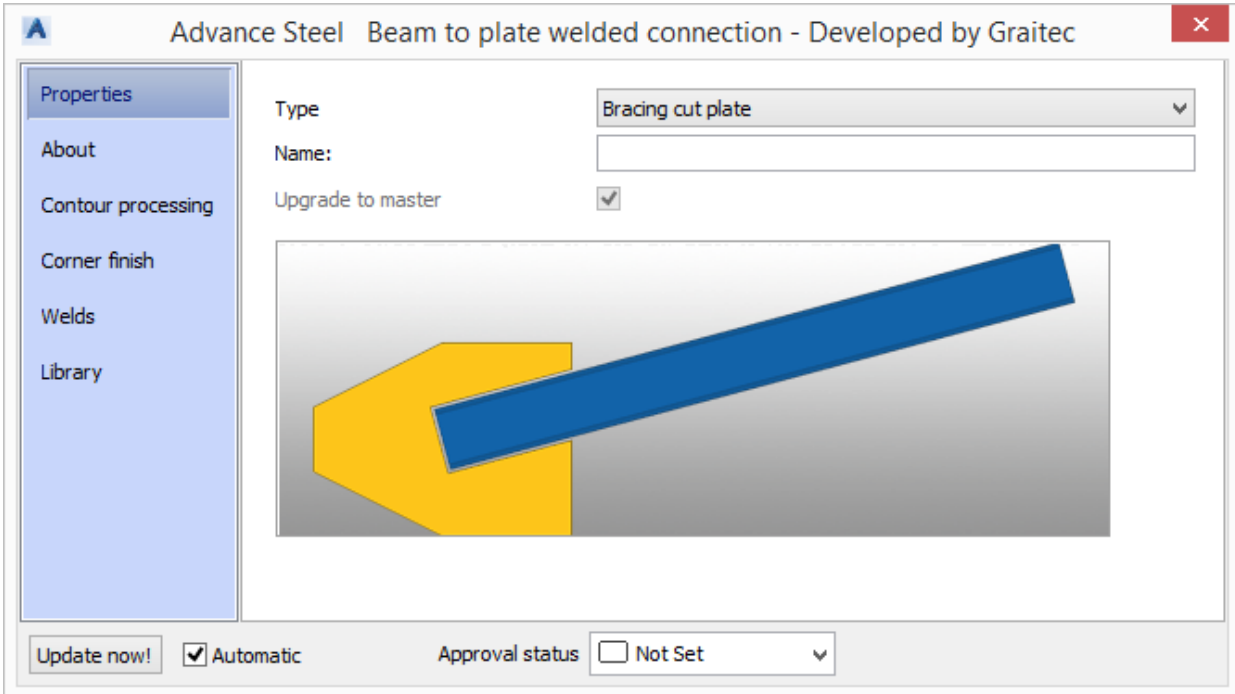 Advance Steel Beam to plate welded connection - Developed by Graitec
Properties
About
Contour processing
Corner finish
Welds
Library
Type
Bracing cut plate
Name:
Upgrade to master
Update now!
Automatic
Approval status
Not Set